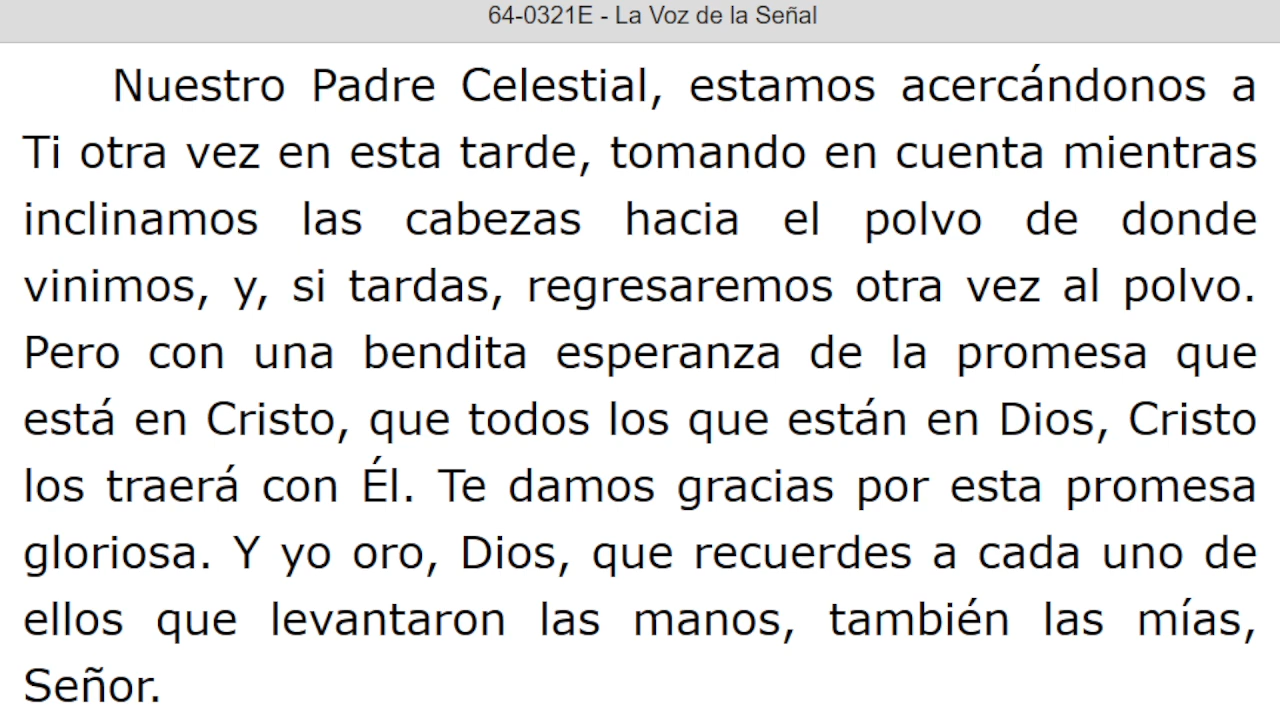 64-0321E - La Voz de la Señal
Nuestro Padre Celestial, estamos acercándonos a
Ti otra vez en esta tarde, tomando en cuenta mientras
inclinamos las cabezas hacia el polvo de donde
vinimos, y, si tardas, regresaremos otra vez al polvo.
Pero con una bendita esperanza de la promesa que
está en Cristo, que todos los que están en Dios, Cristo
los traerá con Él. Te damos gracias por esta promesa
gloriosa. Y yo oro, Dios, que recuerdes a cada uno de
ellos que levantaron las manos, también las mías,
Señor.